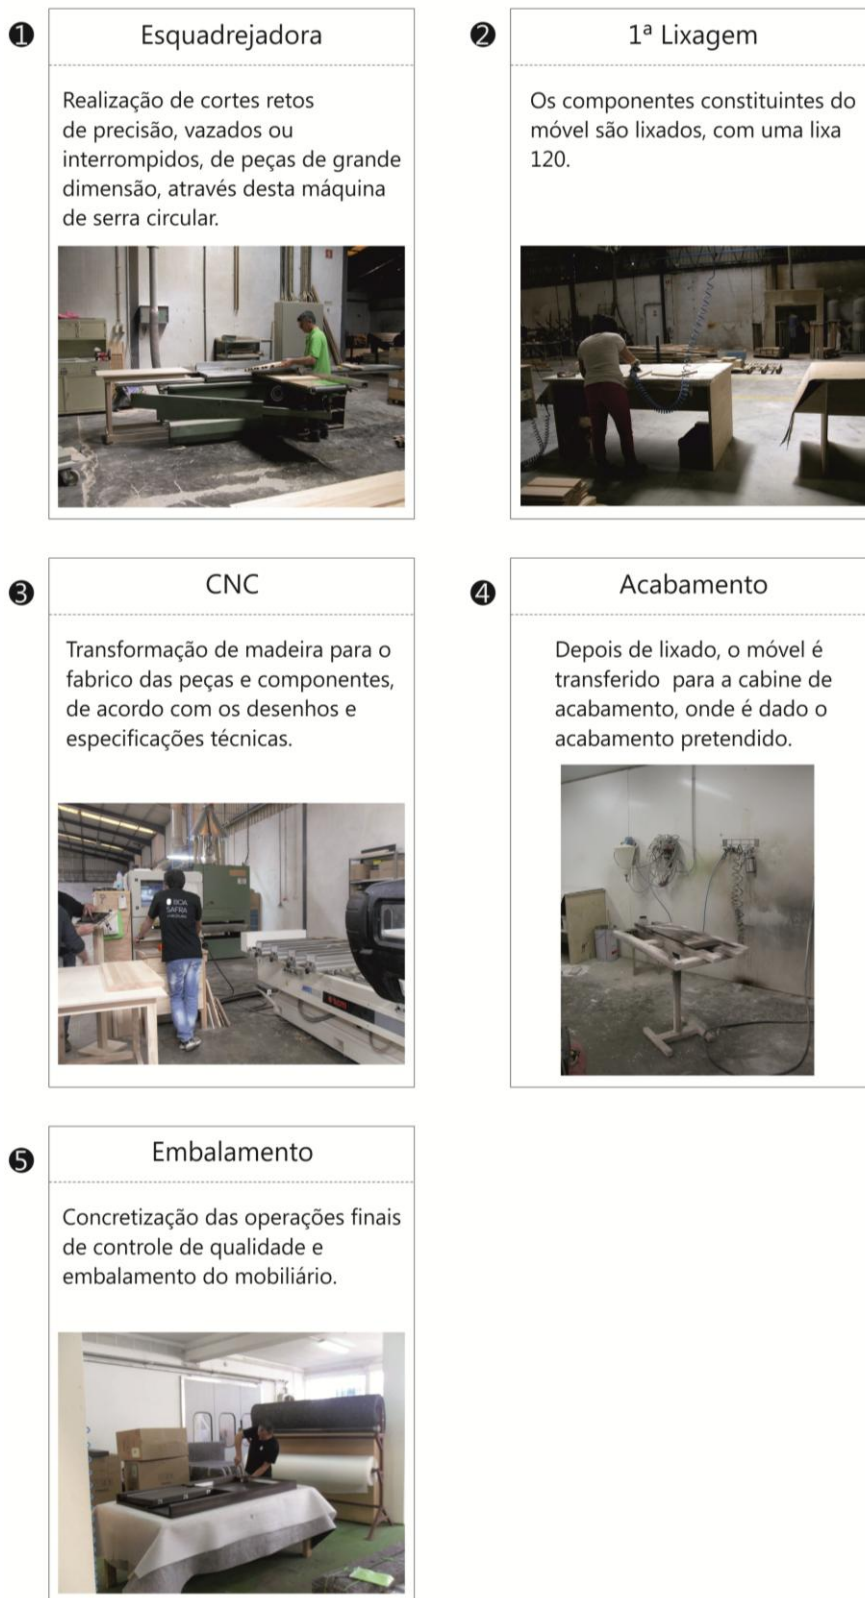 ❶
Esquadrejadora
Realização de cortes retos
de precisão, vazados ou
interrompidos, de peças de grande
dimensão, através desta máquina
de serra circular.
❷
1ª Lixagem
Os componentes constituintes do
móvel são lixados, com uma lixa
120.
❸
CNC
Transformação de madeira para o
fabrico das peças e componentes,
de acordo com os desenhos e
especificações técnicas.
BOA
SAFRA
❹
Acabamento
Depois de lixado, o móvel é
transferido para a cabine de
acabamento, onde é dado o
acabamento pretendido.
❺
Embalamento
Concretização das operações finais
de controle de qualidade e
embalamento do mobiliário.